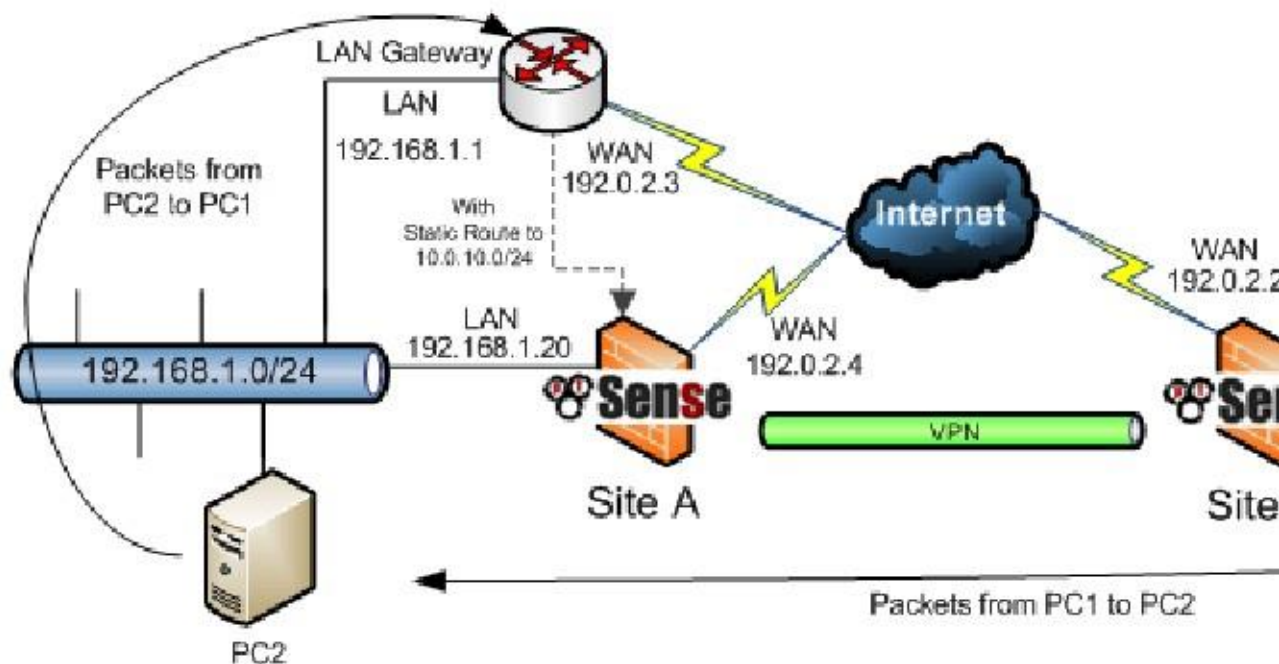 LAN Gateway
LAN
192.168.1.1
Packets from
PC2 to PC1
WAN
192.0.2.3
With
Static Route to
10.0.10.0/24
Internet
WAN
192.0.2.2
LAN
192.168.1.20
WAN
192.0.2.4
192.168.1.0/24
Sense
Sen
VPN
Site A
Site
Packets from PC1 to PC2
PC2